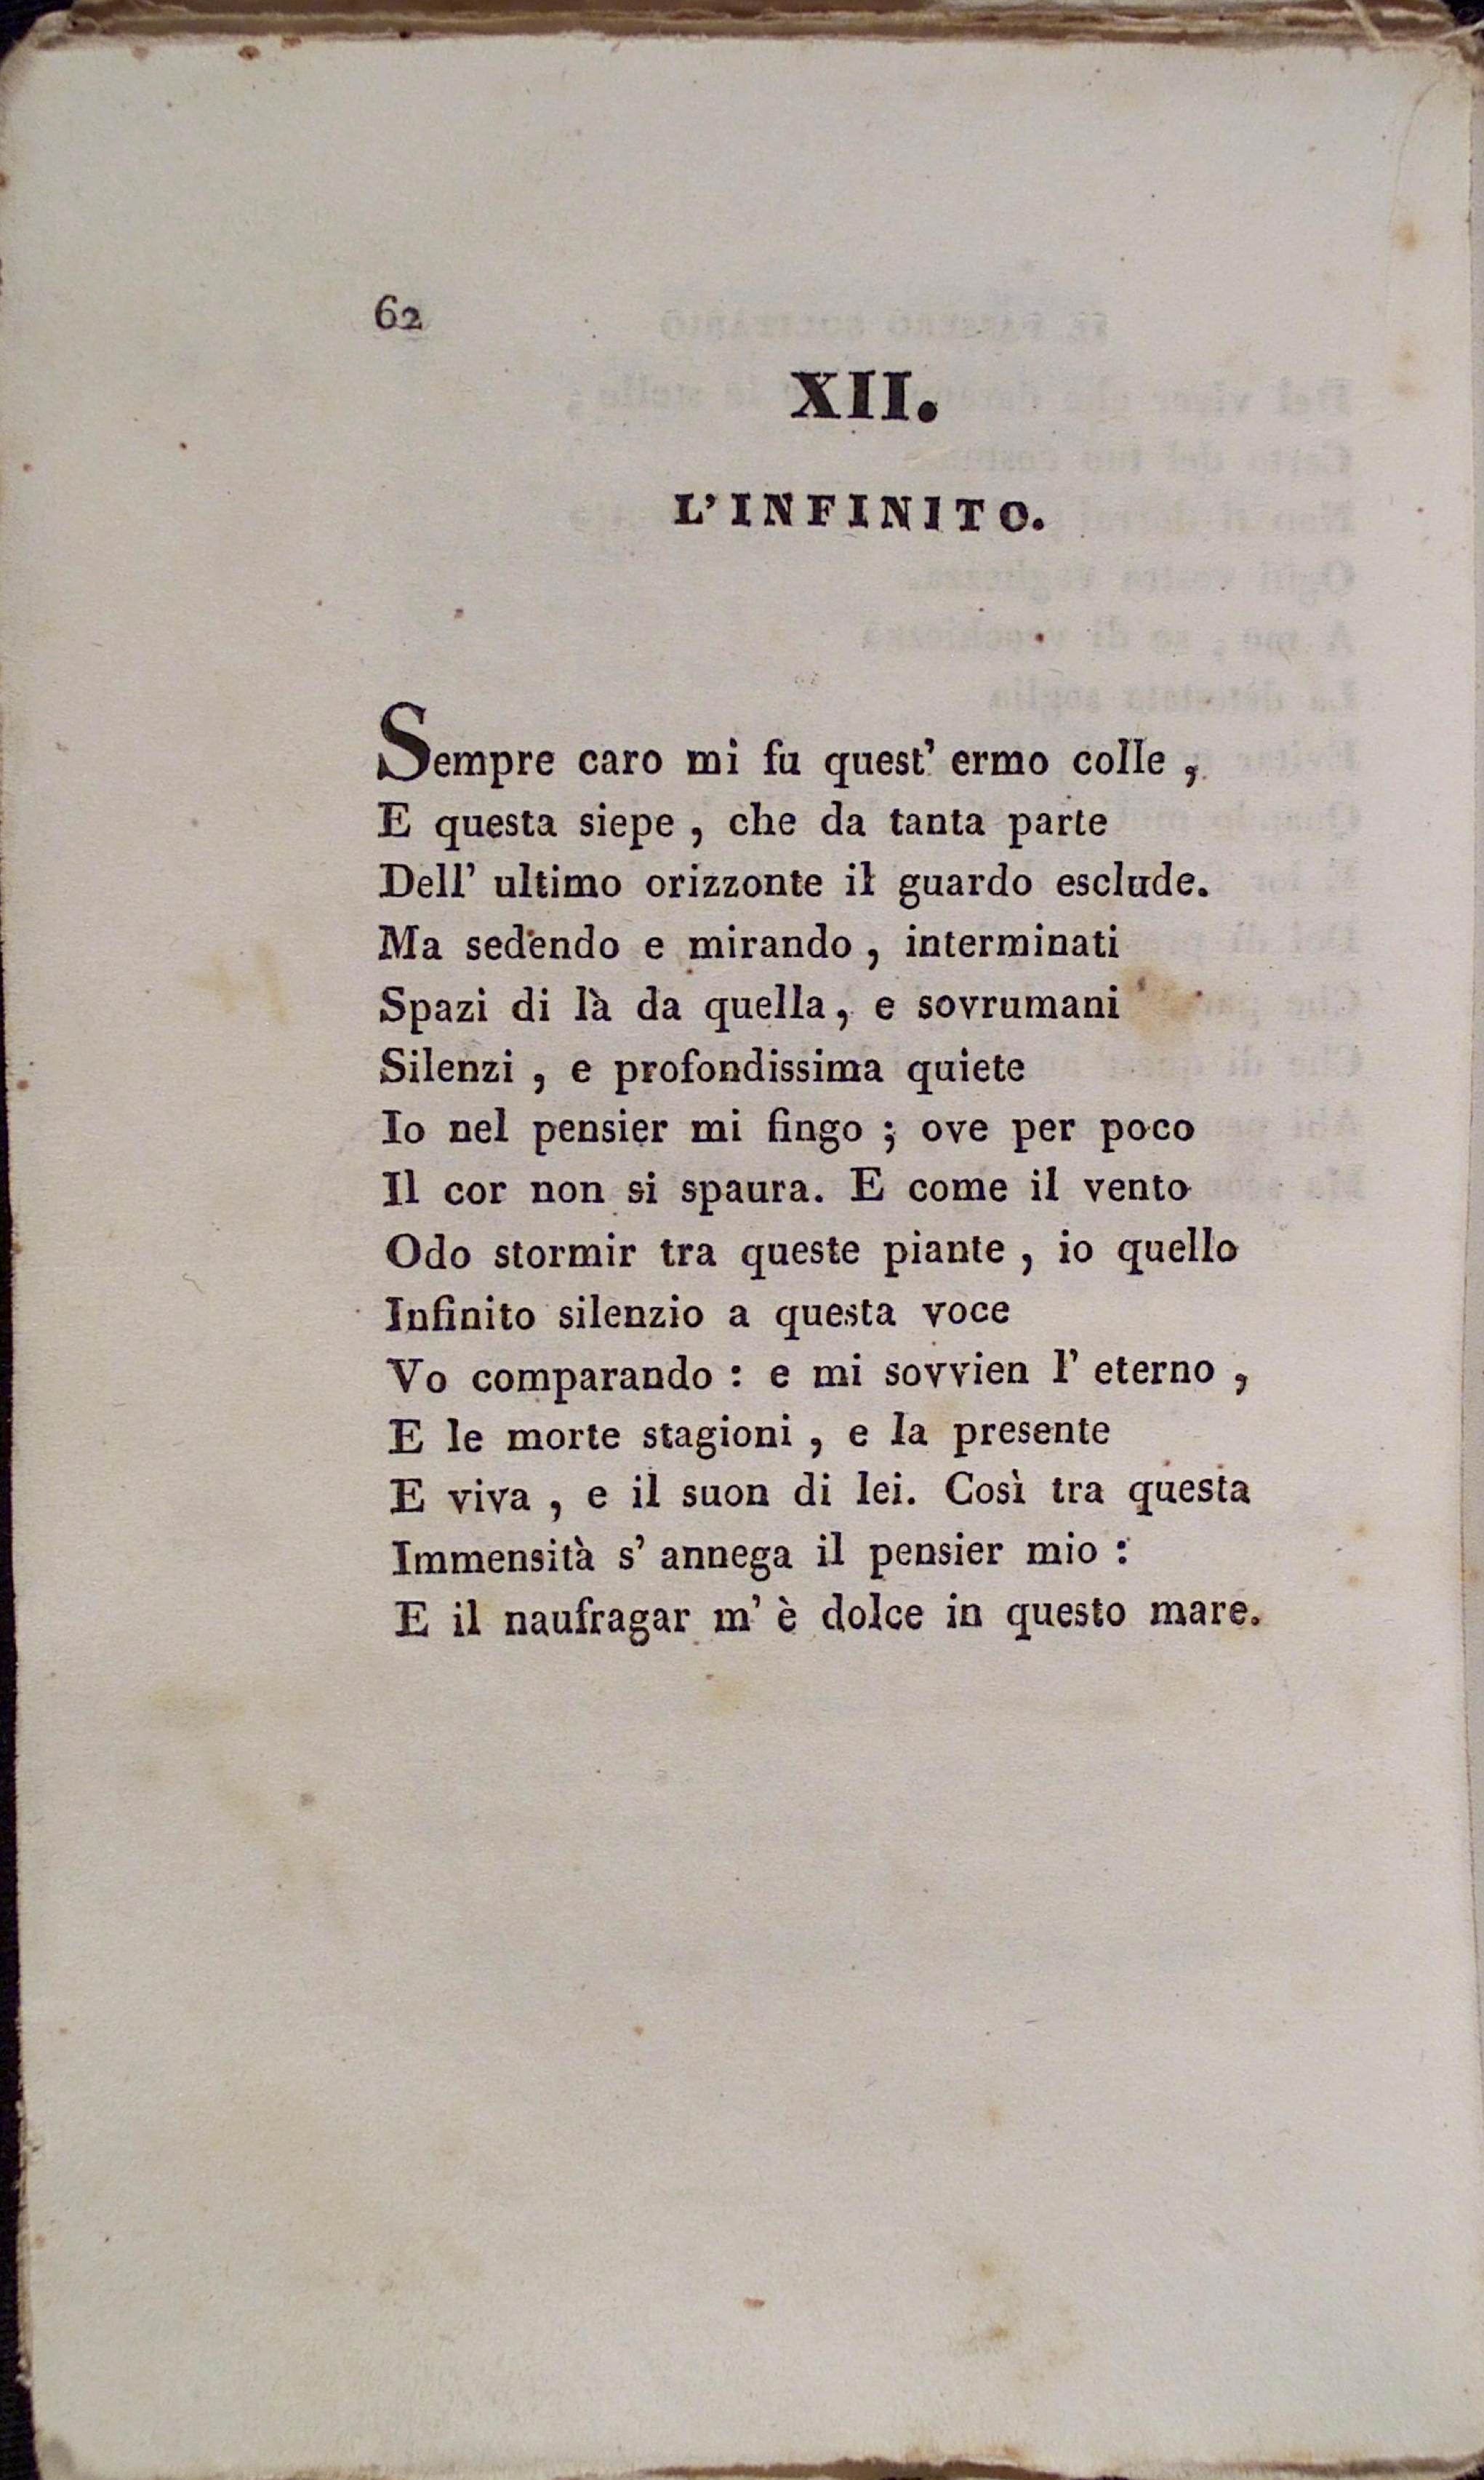 62
XII.
L'INFINITO.
Sempre caro mi fu quest' ermo colle ,
E questa siepe , che da tanta parte
Dell' ultimo orizzonte il guardo esclude.
Ma sedendo e mirando , interminati
Spazi di là da quella, e sovrumani
Silenzi , e profondissima quiete
Io nel pensier mi fingo ; ove per poco
Il cor non si spaura. E come il vento
Odo stormir tra queste piante , io quello
Infinito silenzio a questa voce
Vo comparando : e mi sovvien l' eterno ,
E le morte stagioni , e la presente
E viva , e il suon di lei. Così tra questa
Immensità s' annega il pensier mio :
E il naufragar m' è dolce in questo mare.